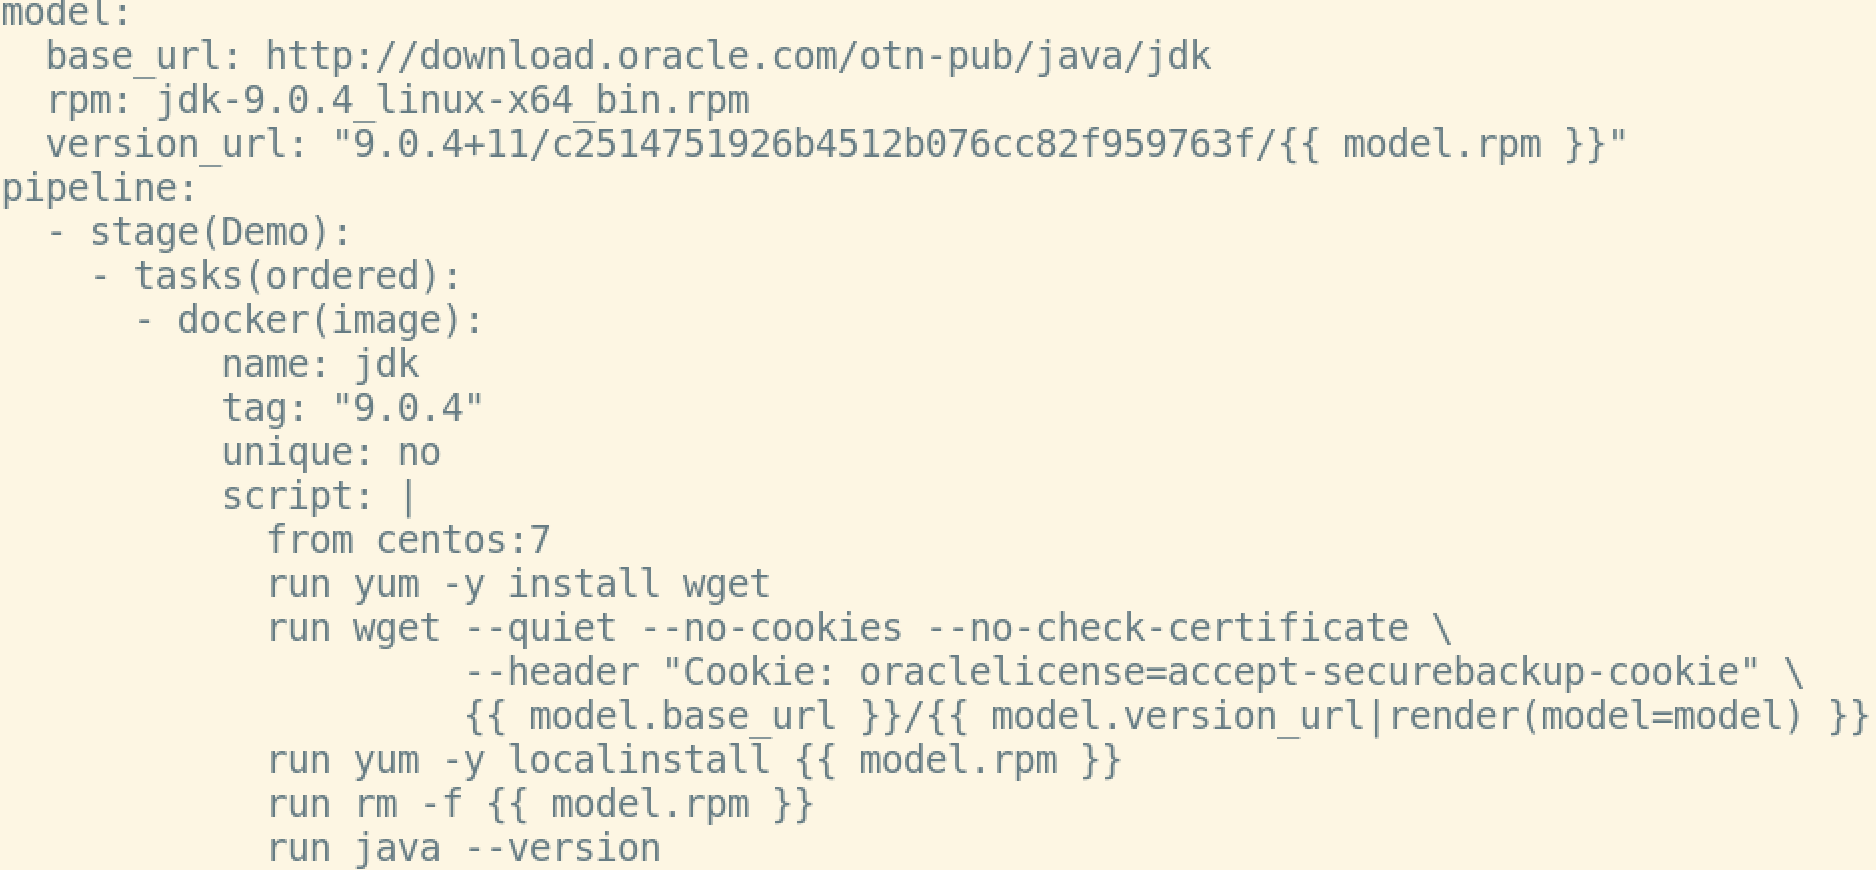 model:
  base_url: http://download.oracle.com/otn-pub/java/jdk
  rpm: jdk-9.0.4_linux-x64_bin.rpm
  version_url: "9.0.4+11/c2514751926b4512b076cc82f959763f/{{ model.rpm }}"
pipeline:
  - stage(Demo):
    - tasks(ordered):
      - docker(image):
          name: jdk
          tag: "9.0.4"
          unique: no
          script: |
            from centos:7
            run yum -y install wget
            run wget --quiet --no-cookies --no-check-certificate \
                     --header "Cookie: oraclelicense=accept-securebackup-cookie" \
                     {{ model.base_url }}/{{ model.version_url|render(model=model) }}
            run yum -y localinstall {{ model.rpm }}
            run rm -f {{ model.rpm }}
            run java --version